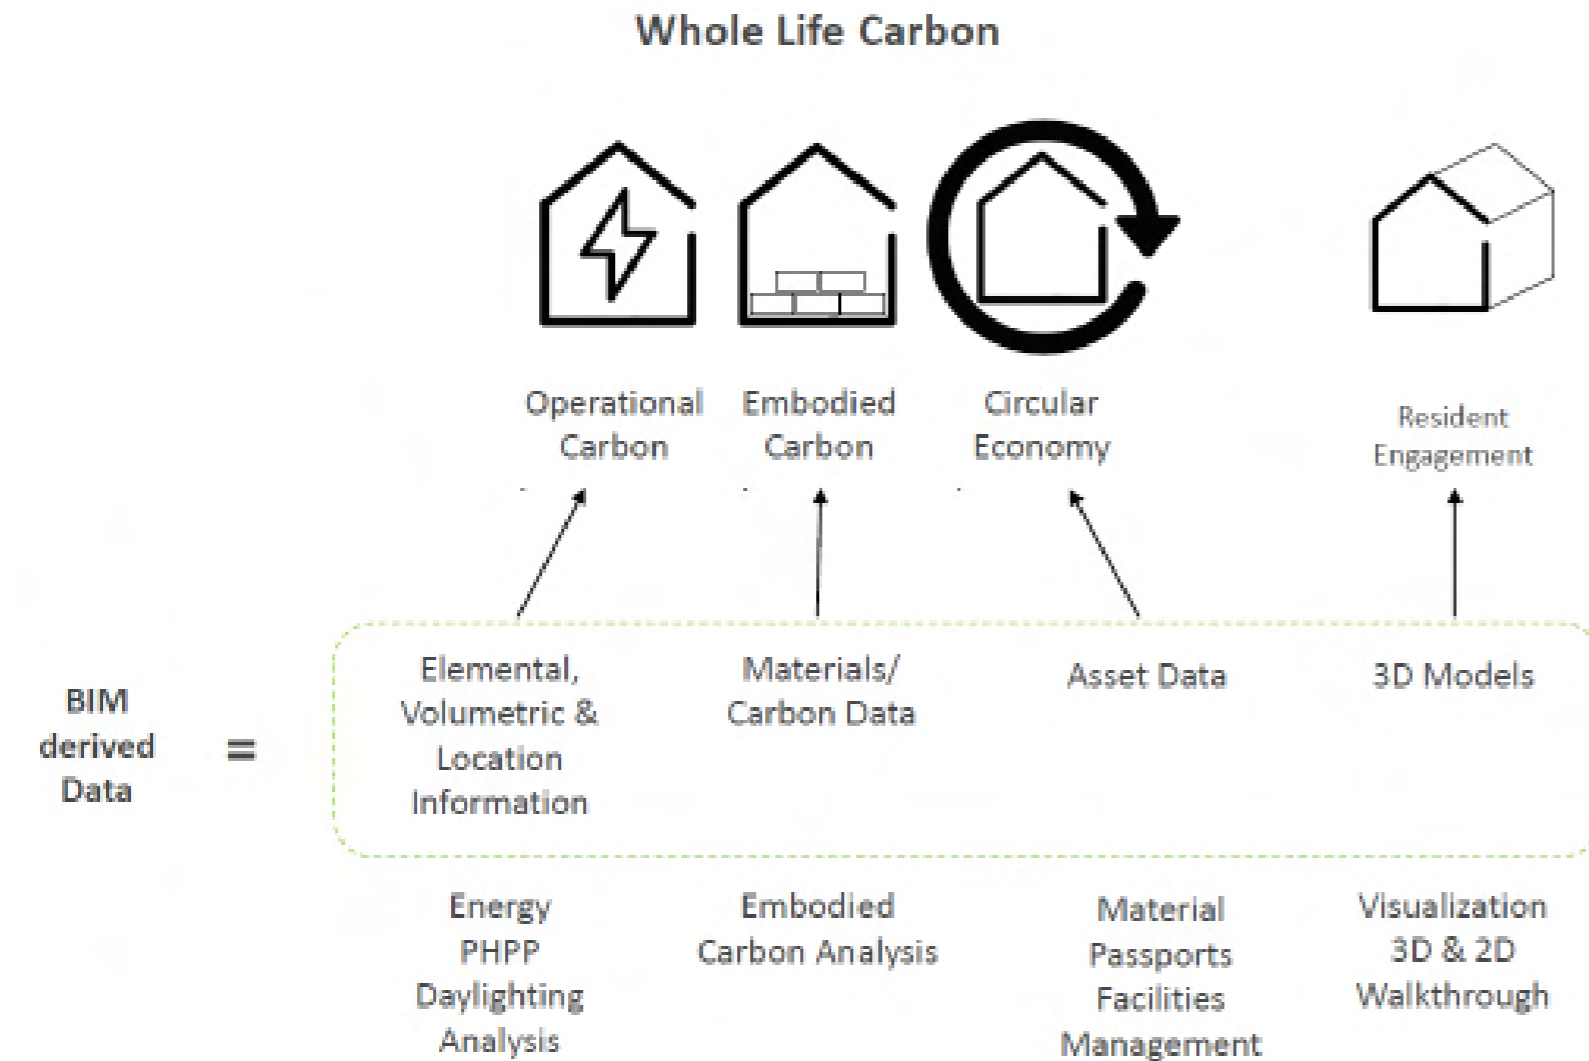 Whole Life Carbon
Operational
Carbon
Embodied
Carbon
Circular
Economy
Resident
Engagement
BIM
derived
Data
=
Elemental,
Volumetric &
Location
Information
Materials/
Carbon Data
Asset Data
3D Models
Energy
PHPP
Daylighting
Analysis
Embodied
Carbon Analysis
Material
Passports
Facilities
Management
Visualization
3D & 2D
Walkthrough